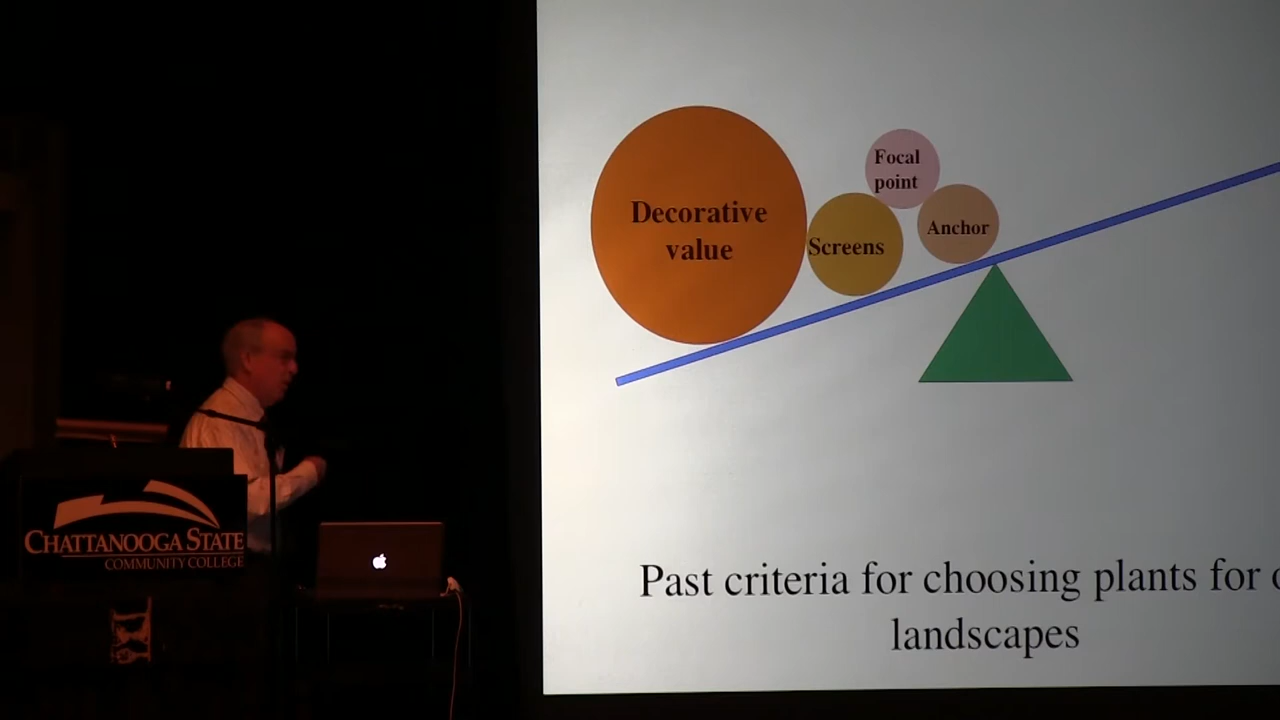 Decorative
value
Screens
Focal
point
Anchor
Past criteria for choosing plants for
landscapes
CHATTANOOGA STATE
COMMUNITY COLLEGE